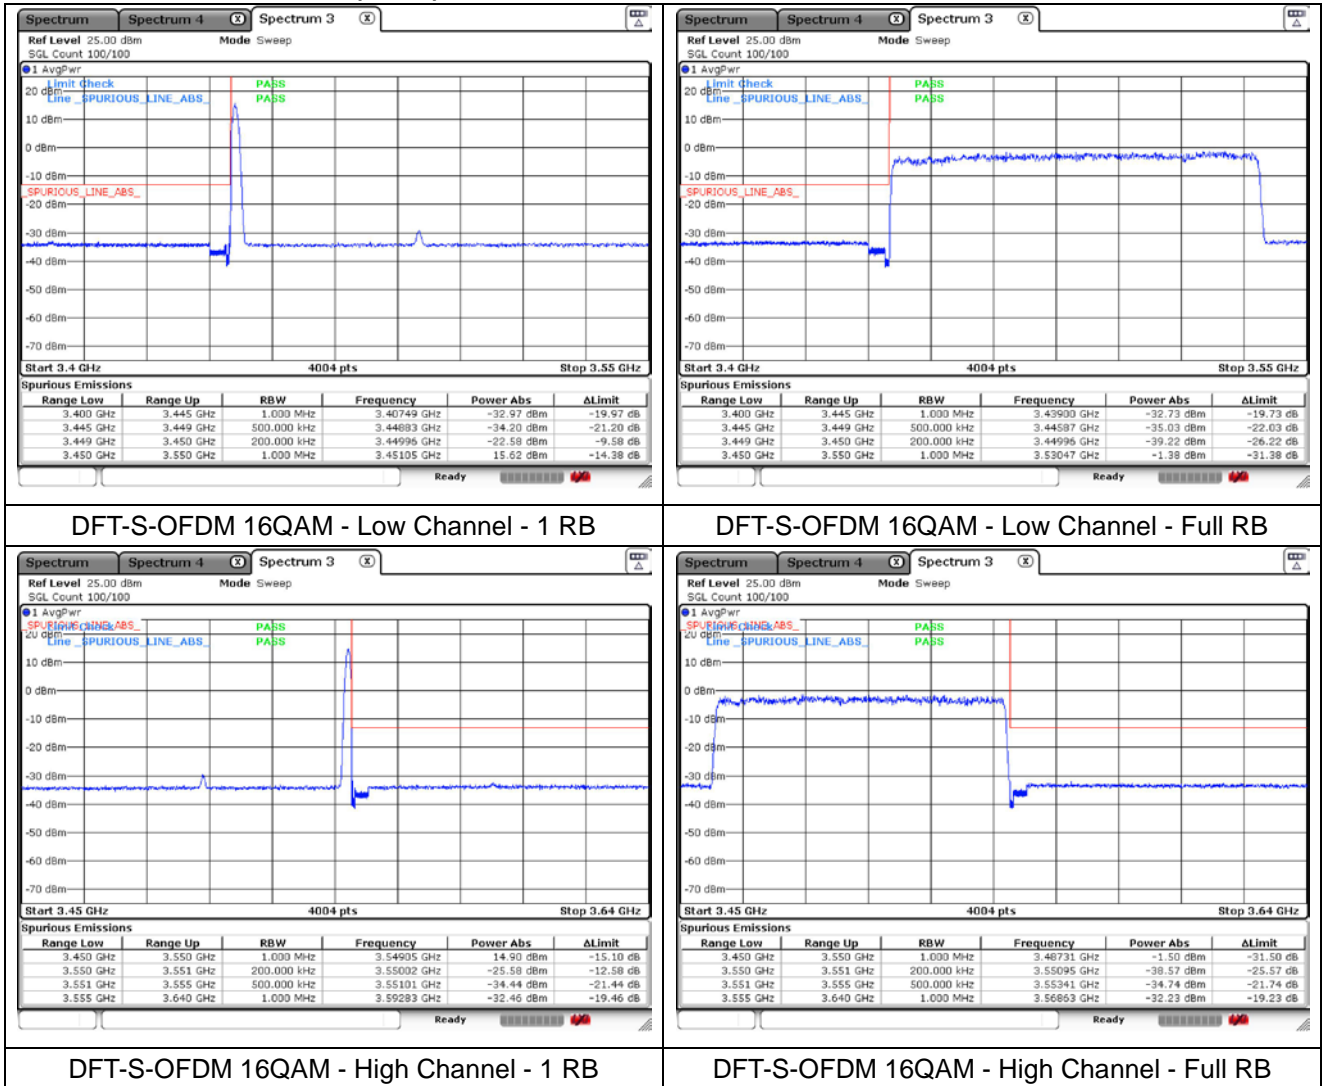 Spectrum Spectrum 4 X Spectrum 3 X
Ref Level 25.00 dBm Mode Sweep
SGL Count 100/100
1 AvgPwr
Limit Check PASS
20 dBm
Line _SPURIOUS_LINE_ABS_ PASS
10 dBm
0 dBm
-10 dBm
_SPURIOUS_LINE_ABS_
-20 dBm
-30 dBm
-40 dBm
-50 dBm
-60 dBm
-70 dBm
Start 3.4 GHz 4004 pts Stop 3.55 GHz
Spurious Emissions
Range Low Range Up RBW Frequency Power Abs ΔLimit
3.400 GHz 3.445 GHz 1.000 MHz 3.40749 GHz -32.97 dBm -19.97 dB
3.445 GHz 3.449 GHz 500.000 kHz 3.44883 GHz -34.20 dBm -21.20 dB
3.449 GHz 3.450 GHz 200.000 kHz 3.44996 GHz -22.58 dBm -9.58 dB
3.450 GHz 3.550 GHz 1.000 MHz 3.45105 GHz 15.62 dBm -14.38 dB
Ready
DFT-S-OFDM 16QAM - Low Channel - 1 RB
Spectrum Spectrum 4 X Spectrum 3 X
Ref Level 25.00 dBm Mode Sweep
SGL Count 100/100
1 AvgPwr
Limit Check PASS
20 dBm
Line _SPURIOUS_LINE_ABS_ PASS
10 dBm
0 dBm
-10 dBm
_SPURIOUS_LINE_ABS_
-20 dBm
-30 dBm
-40 dBm
-50 dBm
-60 dBm
-70 dBm
Start 3.4 GHz 4004 pts Stop 3.55 GHz
Spurious Emissions
Range Low Range Up RBW Frequency Power Abs ΔLimit
3.400 GHz 3.445 GHz 1.000 MHz 3.43900 GHz -32.73 dBm -19.73 dB
3.445 GHz 3.449 GHz 500.000 kHz 3.44587 GHz -35.03 dBm -22.03 dB
3.449 GHz 3.450 GHz 200.000 kHz 3.44996 GHz -39.22 dBm -26.22 dB
3.450 GHz 3.550 GHz 1.000 MHz 3.53047 GHz -1.38 dBm -31.38 dB
Ready
DFT-S-OFDM 16QAM - Low Channel - Full RB
Spectrum Spectrum 4 X Spectrum 3 X
Ref Level 25.00 dBm Mode Sweep
SGL Count 100/100
1 AvgPwr
_SPURIOUS_LINE_ABS_
Limit Check PASS
20 dBm
Line _SPURIOUS_LINE_ABS_ PASS
10 dBm
0 dBm
-10 dBm
-20 dBm
-30 dBm
-40 dBm
-50 dBm
-60 dBm
-70 dBm
Start 3.45 GHz 4004 pts Stop 3.64 GHz
Spurious Emissions
Range Low Range Up RBW Frequency Power Abs ΔLimit
3.450 GHz 3.550 GHz 1.000 MHz 3.54905 GHz 14.90 dBm -15.10 dB
3.550 GHz 3.551 GHz 200.000 kHz 3.55002 GHz -25.58 dBm -12.58 dB
3.551 GHz 3.555 GHz 500.000 kHz 3.55101 GHz -34.44 dBm -21.44 dB
3.555 GHz 3.640 GHz 1.000 MHz 3.59283 GHz -32.46 dBm -19.46 dB
Ready
DFT-S-OFDM 16QAM - High Channel - 1 RB
Spectrum Spectrum 4 X Spectrum 3 X
Ref Level 25.00 dBm Mode Sweep
SGL Count 100/100
1 AvgPwr
_SPURIOUS_LINE_ABS_
Limit Check PASS
20 dBm
Line _SPURIOUS_LINE_ABS_ PASS
10 dBm
0 dBm
-10 dBm
-20 dBm
-30 dBm
-40 dBm
-50 dBm
-60 dBm
-70 dBm
Start 3.45 GHz 4004 pts Stop 3.64 GHz
Spurious Emissions
Range Low Range Up RBW Frequency Power Abs ΔLimit
3.450 GHz 3.550 GHz 1.000 MHz 3.48731 GHz -1.50 dBm -31.50 dB
3.550 GHz 3.551 GHz 200.000 kHz 3.55095 GHz -38.57 dBm -25.57 dB
3.551 GHz 3.555 GHz 500.000 kHz 3.55341 GHz -34.74 dBm -21.74 dB
3.555 GHz 3.640 GHz 1.000 MHz 3.56863 GHz -32.23 dBm -19.23 dB
Ready
DFT-S-OFDM 16QAM - High Channel - Full RB